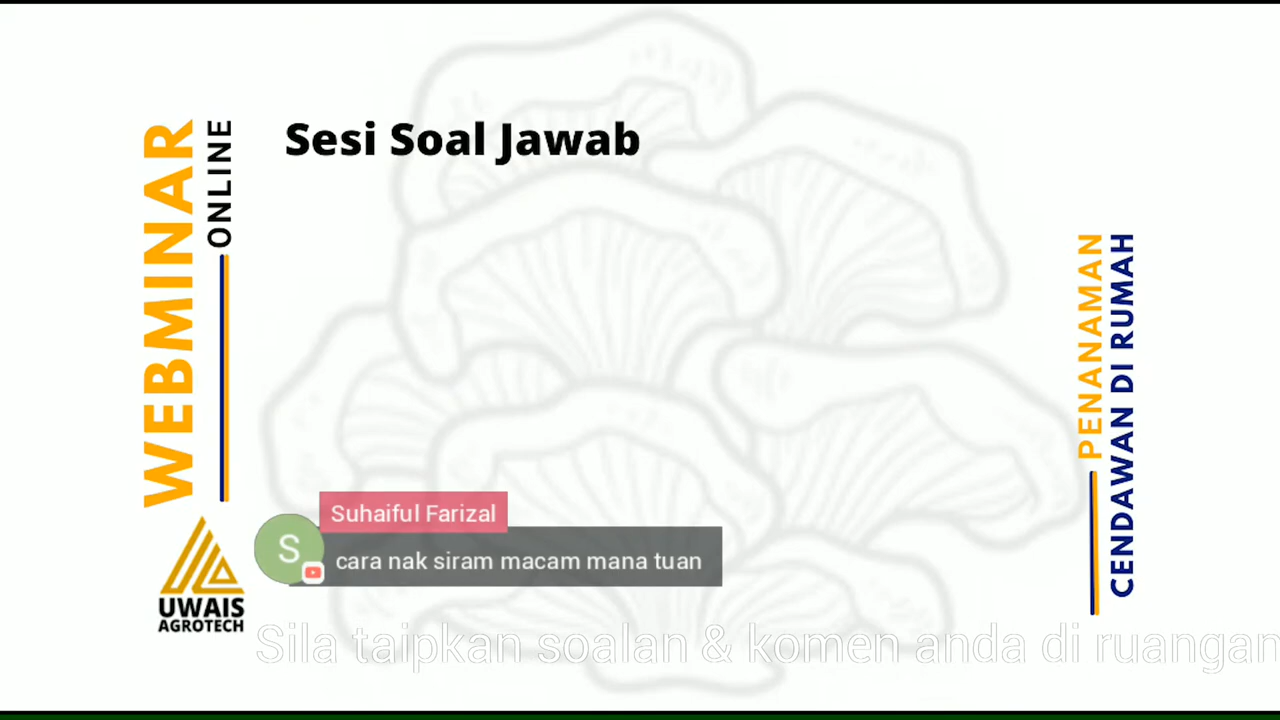 WEBMINAR
ONLINE
Sesi Soal Jawab
PENANAMAN
CENDAWAN DI RUMAH
Suhaiful Farizal
S
cara nak siram macam mana tuan
UWAIS
AGROTECH
Sila taipkan soalan & komen anda di ruangan